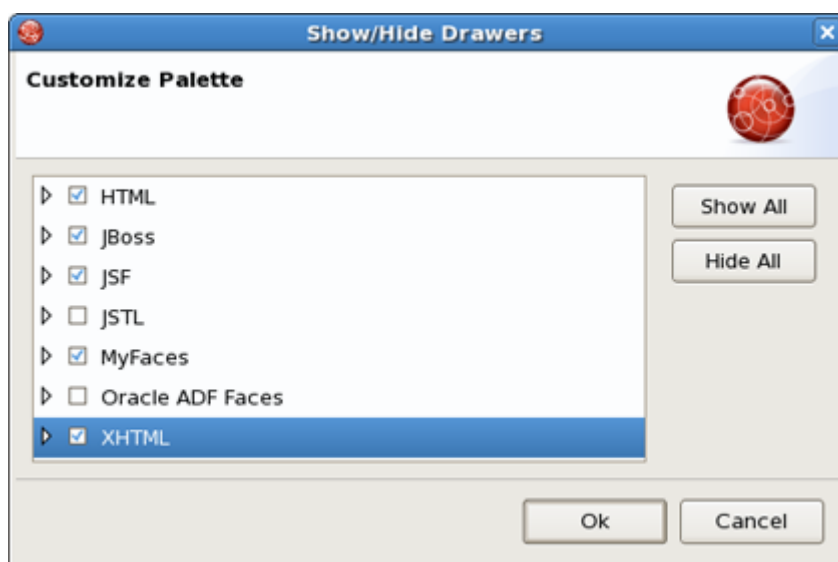 Show/Hide Drawers
Customize Palette
HTML
JBoss
JSF
JSTL
MyFaces
Oracle ADF Faces
XHTML
Show All
Hide All
Ok
Cancel